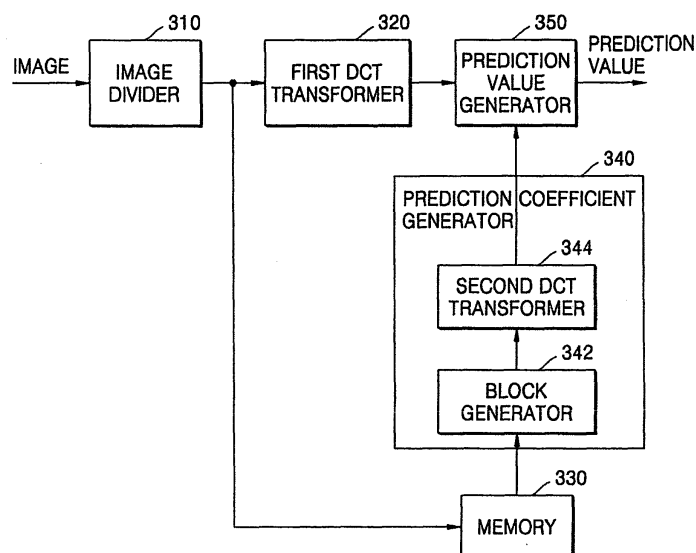 310
320
350
IMAGE
IMAGE
DIVIDER
FIRST DCT
TRANSFORMER
PREDICTION
VALUE
GENERATOR
PREDICTION
VALUE
340
PREDICTION COEFFICIENT
GENERATOR
344
SECOND DCT
TRANSFORMER
342
BLOCK
GENERATOR
330
MEMORY